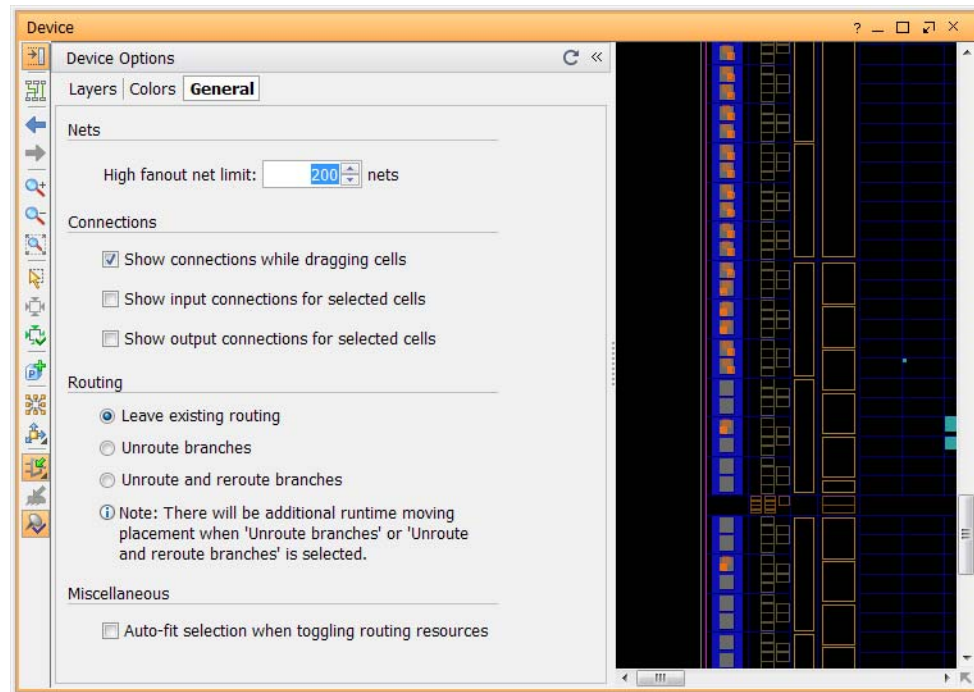 Device
Device Options
Layers Colors General
Nets
High fanout net limit: 200 nets
Connections
Show connections while dragging cells
Show input connections for selected cells
Show output connections for selected cells
Routing
Leave existing routing
Unroute branches
Unroute and reroute branches
Note: There will be additional runtime moving
placement when 'Unroute branches' or 'Unroute
and reroute branches' is selected.
Miscellaneous
Auto-fit selection when toggling routing resources